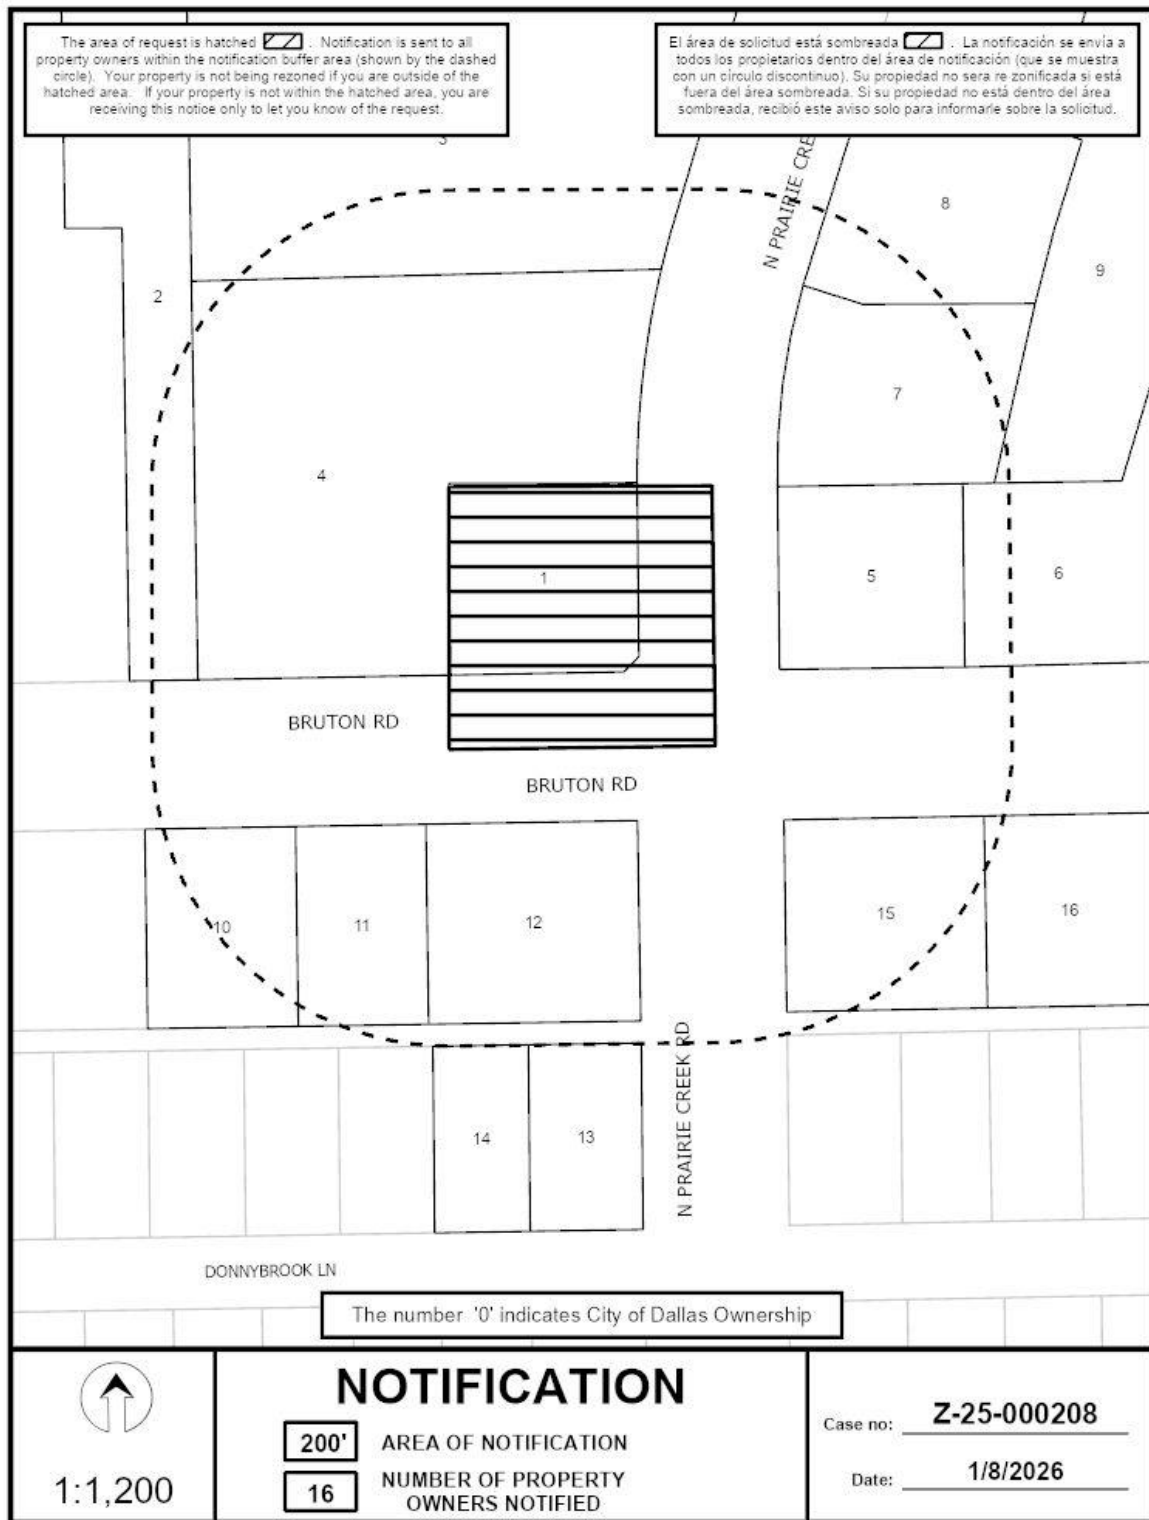 The area of request is hatched . Notification is sent to all
property owners within the notification buffer area (shown by the dashed
circle). Your property is not being rezoned if you are outside of the
hatched area. If your property is not within the hatched area, you are
receiving this notice only to let you know of the request.
El área de solicitud está sombreada . La notificación se envía a
todos los propietarios dentro del área de notificación (que se muestra
con un círculo discontinuo). Su propiedad no sera re zonificada si está
fuera del área sombreada. Si su propiedad no está dentro del área
sombreada, recibió este aviso solo para informarle sobre la solicitud.
3
N PRAIRIE CREE
8
9
2
7
4
1
5
6
BRUTON RD
BRUTON RD
10
11
12
15
16
N PRAIRIE CREEK RD
14
13
DONNYBROOK LN
The number '0' indicates City of Dallas Ownership
1:1,200
NOTIFICATION
200' AREA OF NOTIFICATION
16 NUMBER OF PROPERTY
OWNERS NOTIFIED
Case no: Z-25-000208
Date: 1/8/2026